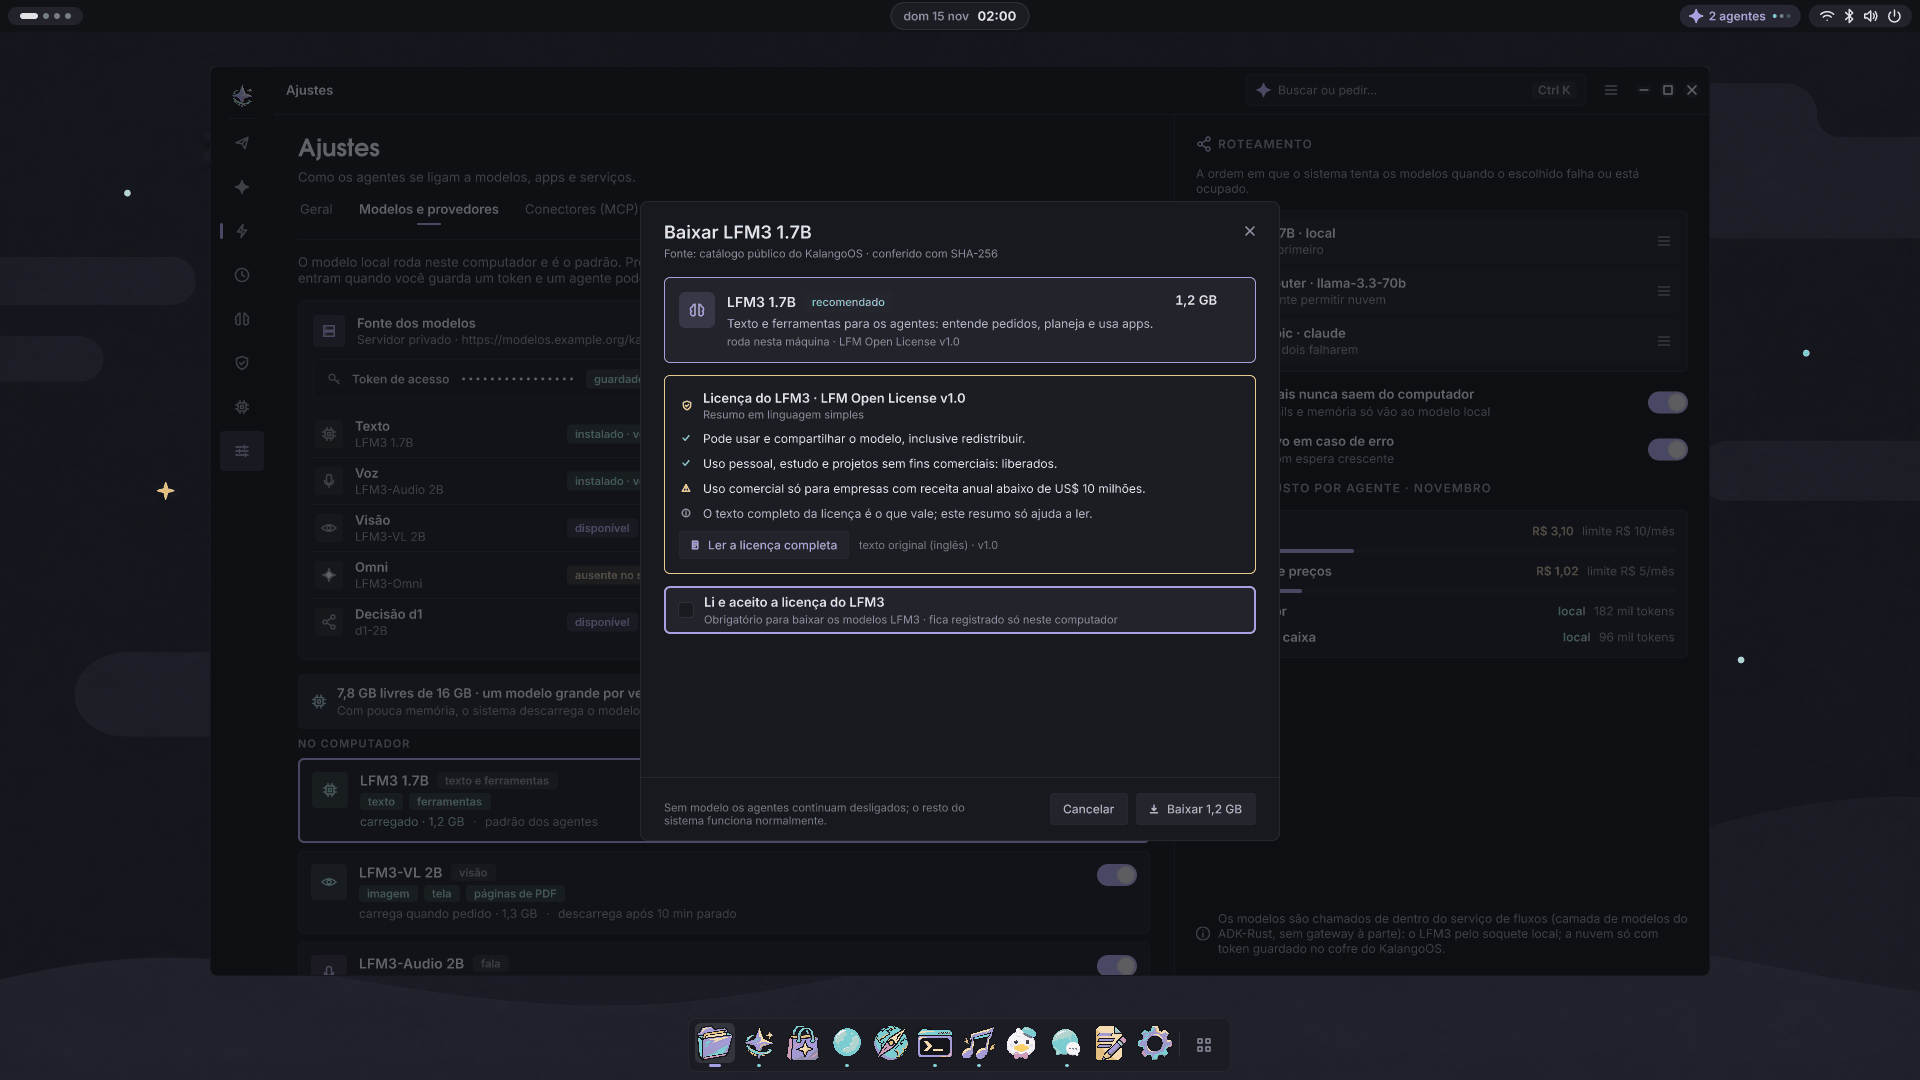 dom 15 nov 02:00
2 agentes
Ajustes
Buscar ou pedir...
Ctrl K
Ajustes
Como os agentes se ligam a modelos, apps e serviços.
Geral
Modelos e provedores
Conectores (MCP)
O modelo local roda neste computador e é o padrão.
entram quando você guarda um token e um agente
Fonte dos modelos
Servidor privado · https://modelos.example.org/
Token de acesso
Texto
LFM3 1.7B
instalado
Voz
LFM3-Audio 2B
instalado
Visão
LFM3-VL 2B
disponível
Omni
LFM3-Omni
ausente no
Decisão d1
d1-2B
disponível
7,8 GB livres de 16 GB · um modelo grande por
Com pouca memória, o sistema descarrega o modelo
NO COMPUTADOR
LFM3 1.7B
texto e ferramentas
texto
ferramentas
carregado · 1,2 GB · padrão dos agentes
LFM3-VL 2B
visão
imagem
tela
páginas de PDF
carrega quando pedido · 1,3 GB · descarrega após 10 min parado
LFM3-Audio 2B
fala
Baixar LFM3 1.7B
Fonte: catálogo público do KalangoOS · conferido com SHA-256
LFM3 1.7B
recomendado
1,2 GB
Texto e ferramentas para os agentes: entende pedidos, planeja e usa apps.
roda nesta máquina · LFM Open License v1.0
Licença do LFM3 · LFM Open License v1.0
Resumo em linguagem simples
Pode usar e compartilhar o modelo, inclusive redistribuir.
Uso pessoal, estudo e projetos sem fins comerciais: liberados.
Uso comercial só para empresas com receita anual abaixo de US$ 10 milhões.
O texto completo da licença é o que vale; este resumo só ajuda a ler.
Ler a licença completa
texto original (inglês) · v1.0
Li e aceito a licença do LFM3
Obrigatório para baixar os modelos LFM3 · fica registrado só neste computador
Sem modelo os agentes continuam desligados; o resto do
sistema funciona normalmente.
Cancelar
Baixar 1,2 GB
ROTEAMENTO
A ordem em que o sistema tenta os modelos quando o escolhido falha ou está
ocupado.
7B · local
primeiro
· llama-3.3-70b
permitir nuvem
· claude
dois falharem
nunca saem do computador
e memória só vão ao modelo local
em caso de erro
espera crescente
POR AGENTE · NOVEMBRO
R$ 3,10 limite R$ 10/mês
e preços
R$ 1,02 limite R$ 5/mês
local 182 mil tokens
caixa
local 96 mil tokens
Os modelos são chamados de dentro do serviço de fluxos (camada de modelos do
ADK-Rust, sem gateway à parte): o LFM3 pelo soquete local; a nuvem só com
token guardado no cofre do KalangoOS.